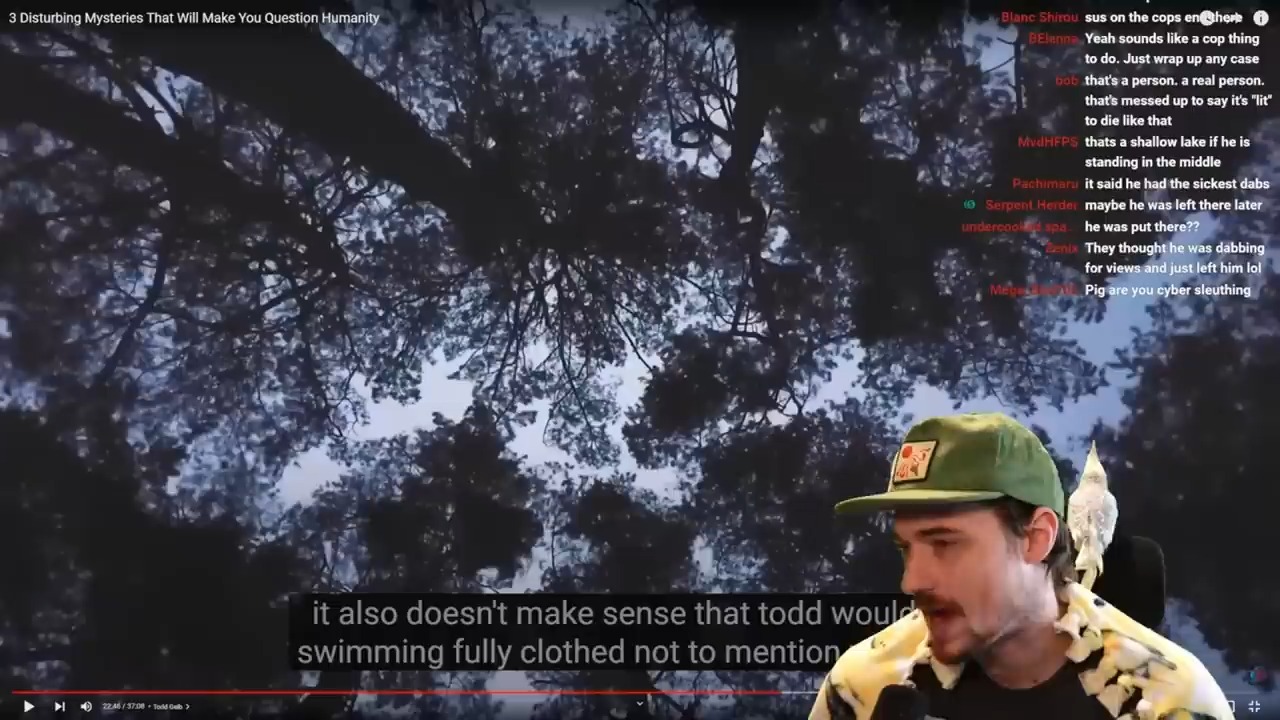 3 Disturbing Mysteries That Will Make You Question Humanity
Blanc Shirou sus on the cops end there
BElanna Yeah sounds like a cop thing
to do. Just wrap up any case
bob that's a person. a real person.
that's messed up to say it's "lit"
to die like that
MvdHFPS thats a shallow lake if he is
standing in the middle
Pachimaru it said he had the sickest dabs
Serpent Herder maybe he was left there later
undercooked spa... he was put there??
They thought he was dabbing
for views and just left him lol
Pig are you cyber sleuthing
it also doesn't make sense that todd would
swimming fully clothed not to mention
22:46 / 37:08 • Todd Geib >